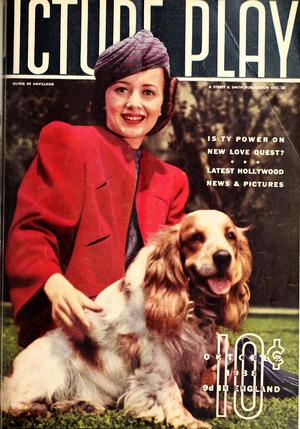 ICTURE PLAY
OLIVIA DE HAVILLAND
A STREET & SMITH PUBLICATION OCT. '38
IS TY POWER ON
NEW LOVE QUEST?
• • •
LATEST HOLLYWOOD
NEWS & PICTURES
10¢
OCTOBER
1938
9d IN ENGLAND